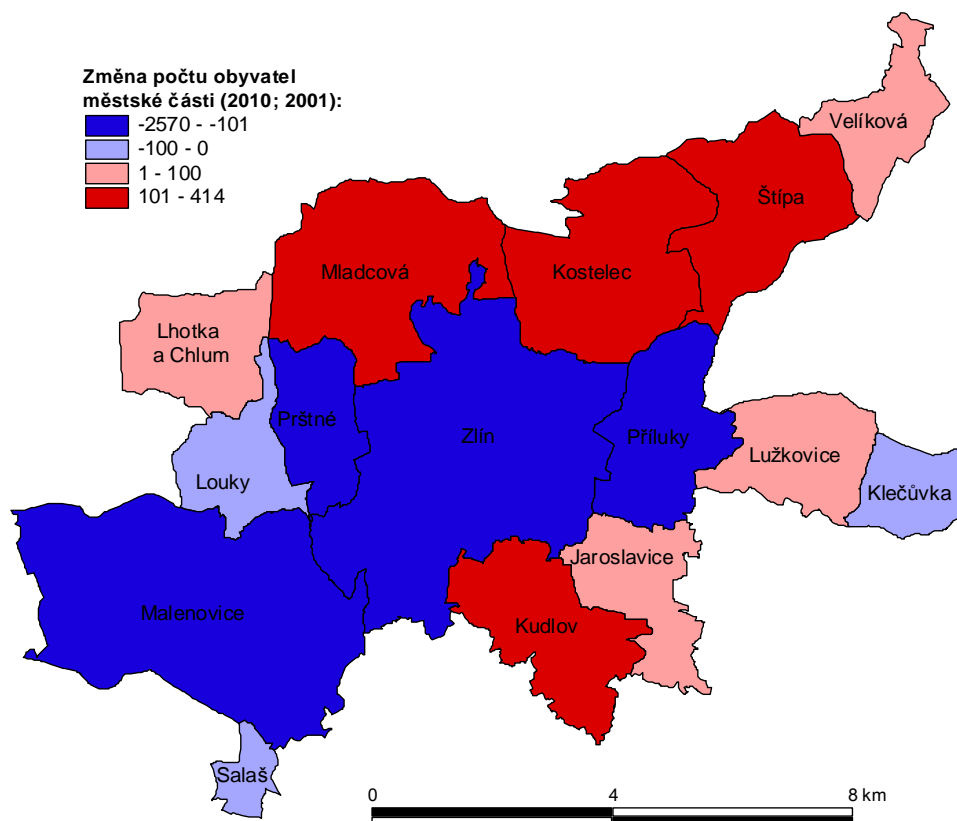 Změna počtu obyvatel
městské části (2010; 2001):
-2570 - -101
-100 - 0
1 - 100
101 - 414
Velíková
Štípa
Mladcová
Kostelec
Lhotka
a Chlum
Prštné
Zlín
Příluky
Lužkovice
Louky
Klečůvka
Jaroslavice
Malenovice
Kudlov
Salaš
0
4
8 km